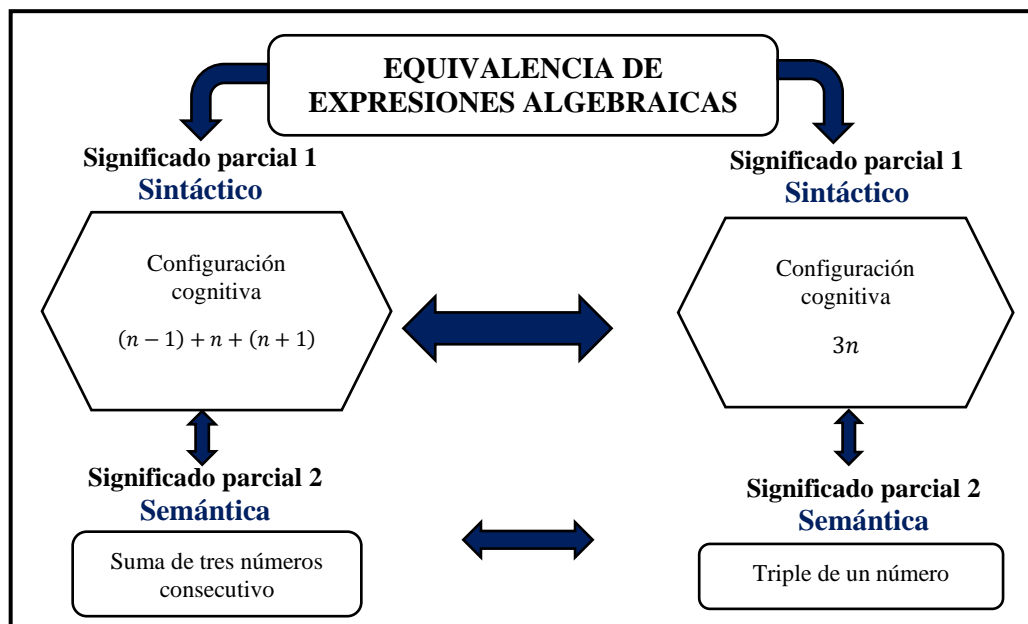 EQUIVALENCIA DE
EXPRESIONES ALGEBRAICAS
Significado parcial 1
Sintáctico
Configuración
cognitiva
(n − 1) + n + (n + 1)
Significado parcial 2
Semántica
Suma de tres números
consecutivo
Significado parcial 1
Sintáctico
Configuración
cognitiva
3n
Significado parcial 2
Semántica
Triple de un número